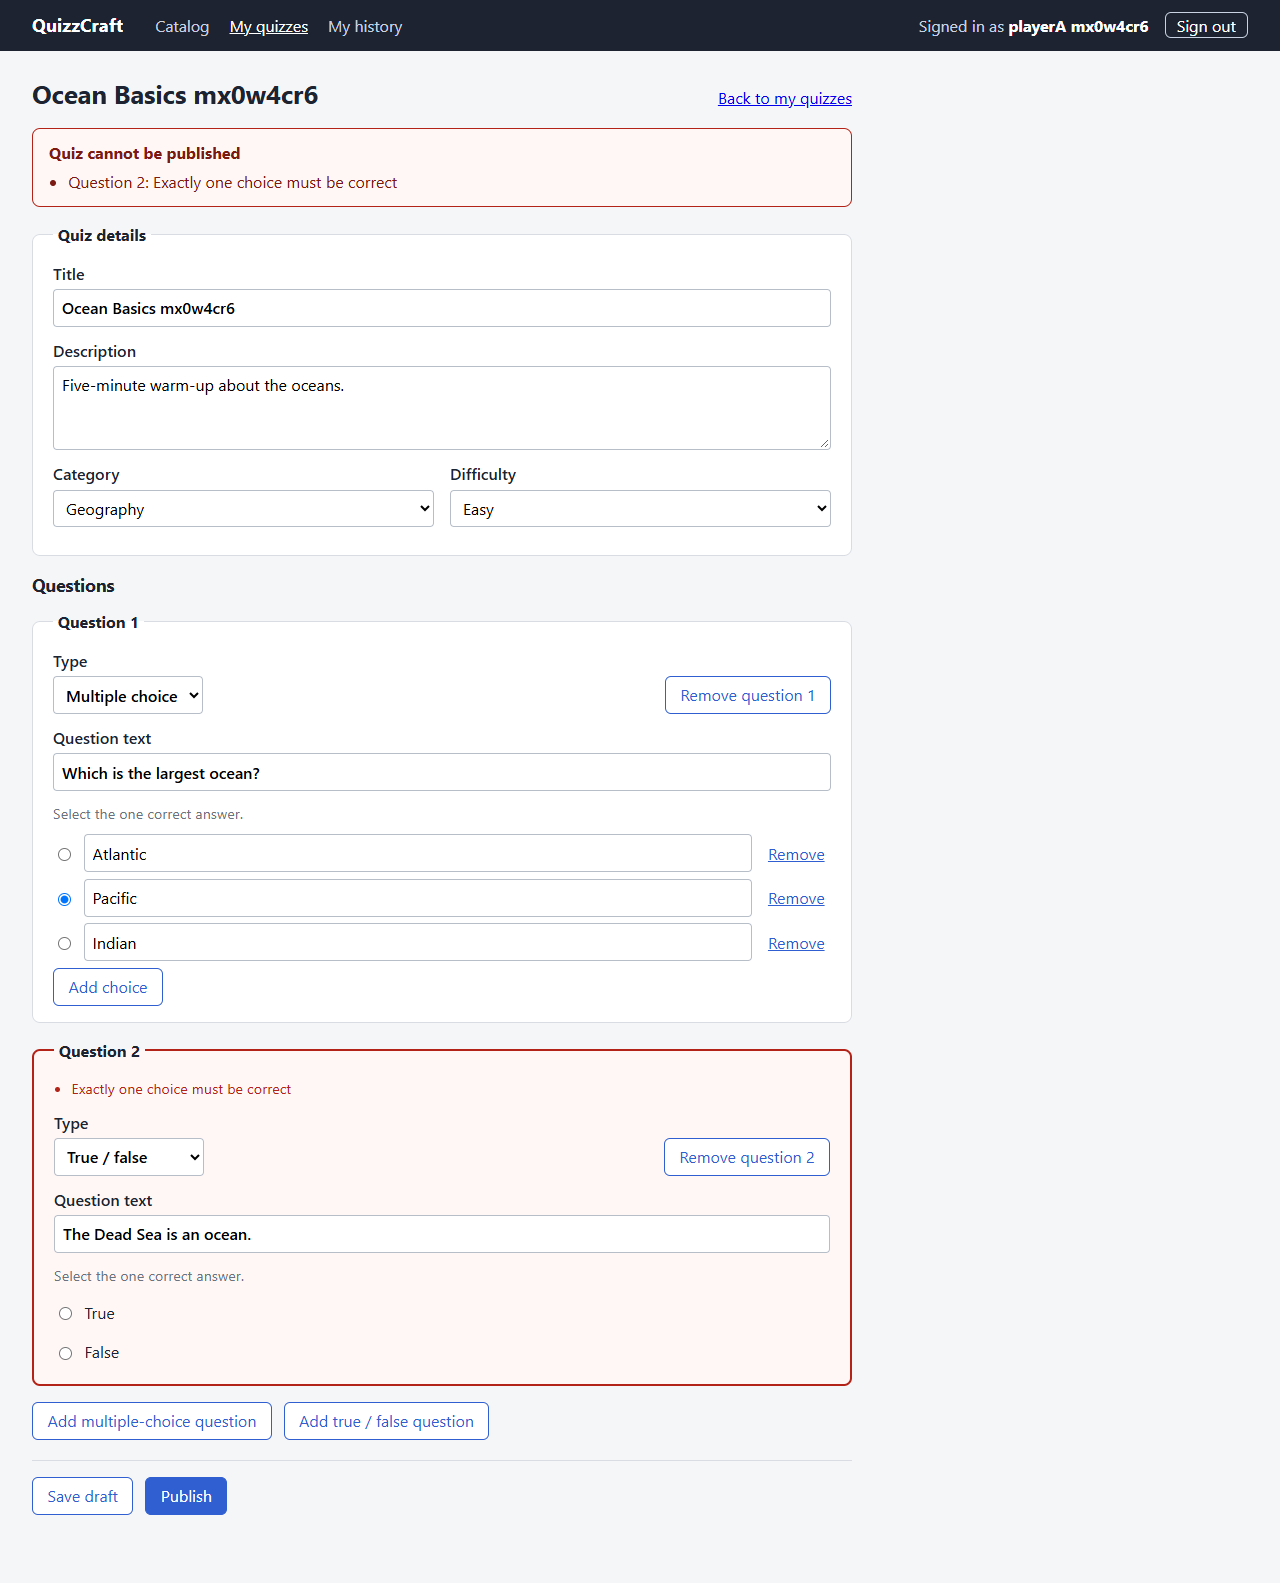 QuizzCraft Catalog My quizzes My history Signed in as playerA mx0w4cr6 Sign out
Ocean Basics mx0w4cr6 Back to my quizzes
Quiz cannot be published
• Question 2: Exactly one choice must be correct
Quiz details
Title
Ocean Basics mx0w4cr6
Description
Five-minute warm-up about the oceans.
Category Difficulty
Geography Easy
Questions
Question 1
Type
Multiple choice Remove question 1
Question text
Which is the largest ocean?
Select the one correct answer.
Atlantic Remove
Pacific Remove
Indian Remove
Add choice
Question 2
• Exactly one choice must be correct
Type
True / false Remove question 2
Question text
The Dead Sea is an ocean.
Select the one correct answer.
True
False
Add multiple-choice question Add true / false question
Save draft Publish